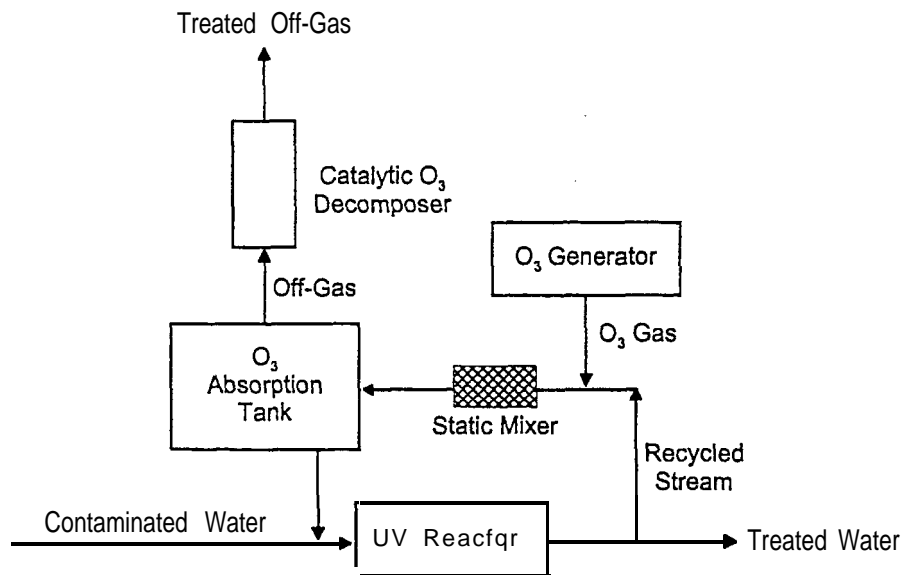 Treated Off-Gas
Catalytic O₃
Decomposer
O₃ Generator
Off-Gas
O₃ Gas
O₃
Absorption
Tank
Static Mixer
Recycled
Stream
Contaminated Water
UV Reacfqr
Treated Water